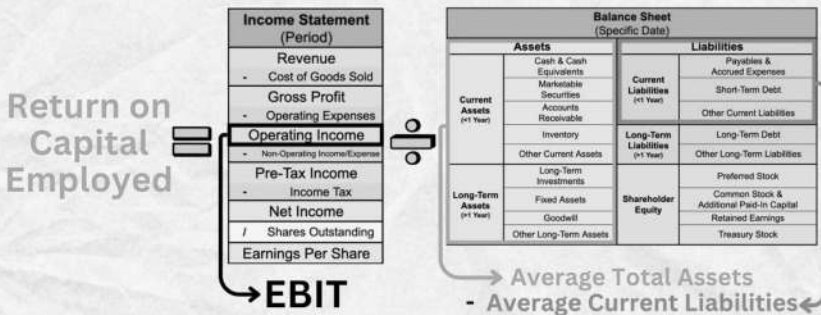 Return on
Capital
Employed
=
Income Statement
(Period)
Revenue
- Cost of Goods Sold
Gross Profit
- Operating Expenses
Operating Income
- Non-Operating Income/Expense
Pre-Tax Income
- Income Tax
Net Income
/ Shares Outstanding
Earnings Per Share
EBIT
÷
Balance Sheet
(Specific Date)
Assets
Current
Assets
(<1 Year)
Cash & Cash
Equivalents
Marketable
Securities
Accounts
Receivable
Inventory
Other Current Assets
Long-Term
Assets
(>1 Year)
Long-Term
Investments
Fixed Assets
Goodwill
Other Long-Term Assets
Liabilities
Current
Liabilities
(<1 Year)
Payables &
Accrued Expenses
Short-Term Debt
Other Current Liabilities
Long-Term
Liabilities
(>1 Year)
Long-Term Debt
Other Long-Term Liabilities
Shareholder
Equity
Preferred Stock
Common Stock &
Additional Paid-In Capital
Retained Earnings
Treasury Stock
Average Total Assets
- Average Current Liabilities